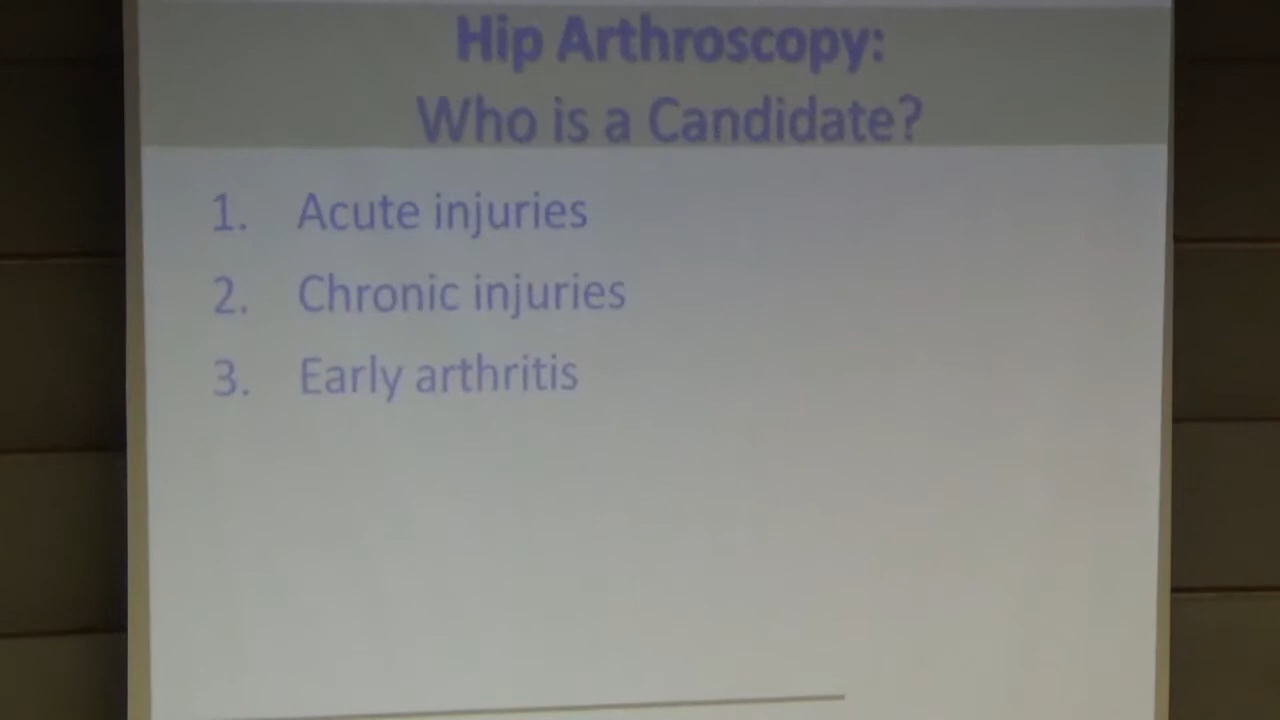 Hip Arthroscopy:
Who is a Candidate?
1. Acute injuries
2. Chronic injuries
3. Early arthritis